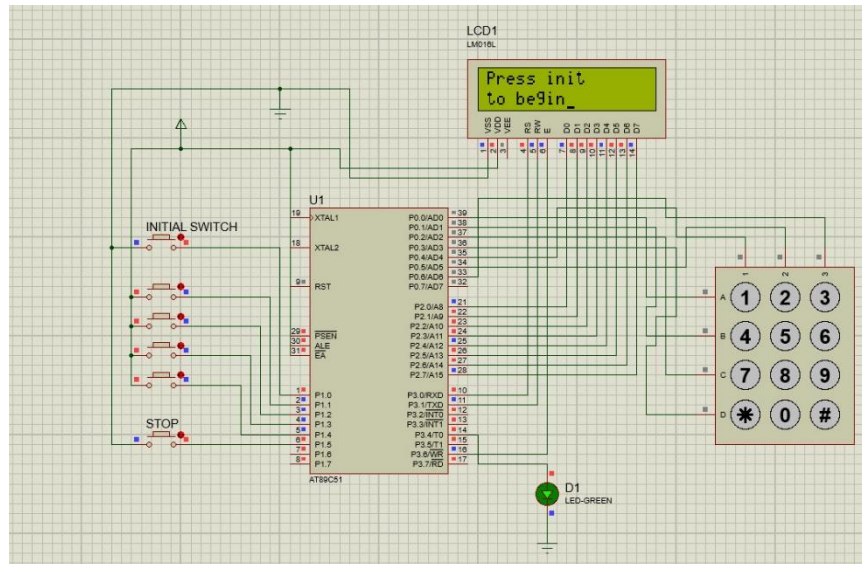 LCD1
LM016L
Press init
to begin_
VSS
VDD
VEE
RS
RW
E
D0
D1
D2
D3
D4
D5
D6
D7
1
2
3
4
5
6
7
8
9
10
11
12
13
14
U1
19 XTAL1
18 XTAL2
9 RST
29 PSEN
30 ALE
31 EA
1 P1.0
2 P1.1
3 P1.2
4 P1.3
5 P1.4
6 P1.5
7 P1.6
8 P1.7
P0.0/AD0 39
P0.1/AD1 38
P0.2/AD2 37
P0.3/AD3 36
P0.4/AD4 35
P0.5/AD5 34
P0.6/AD6 33
P0.7/AD7 32
P2.0/A8 21
P2.1/A9 22
P2.2/A10 23
P2.3/A11 24
P2.4/A12 25
P2.5/A13 26
P2.6/A14 27
P2.7/A15 28
P3.0/RXD 10
P3.1/TXD 11
P3.2/INT0 12
P3.3/INT1 13
P3.4/T0 14
P3.5/T1 15
P3.6/WR 16
P3.7/RD 17
AT89C51
INITIAL SWITCH
STOP
1 2 3
A 1 2 3
B 4 5 6
C 7 8 9
D * 0 #
D1
LED-GREEN